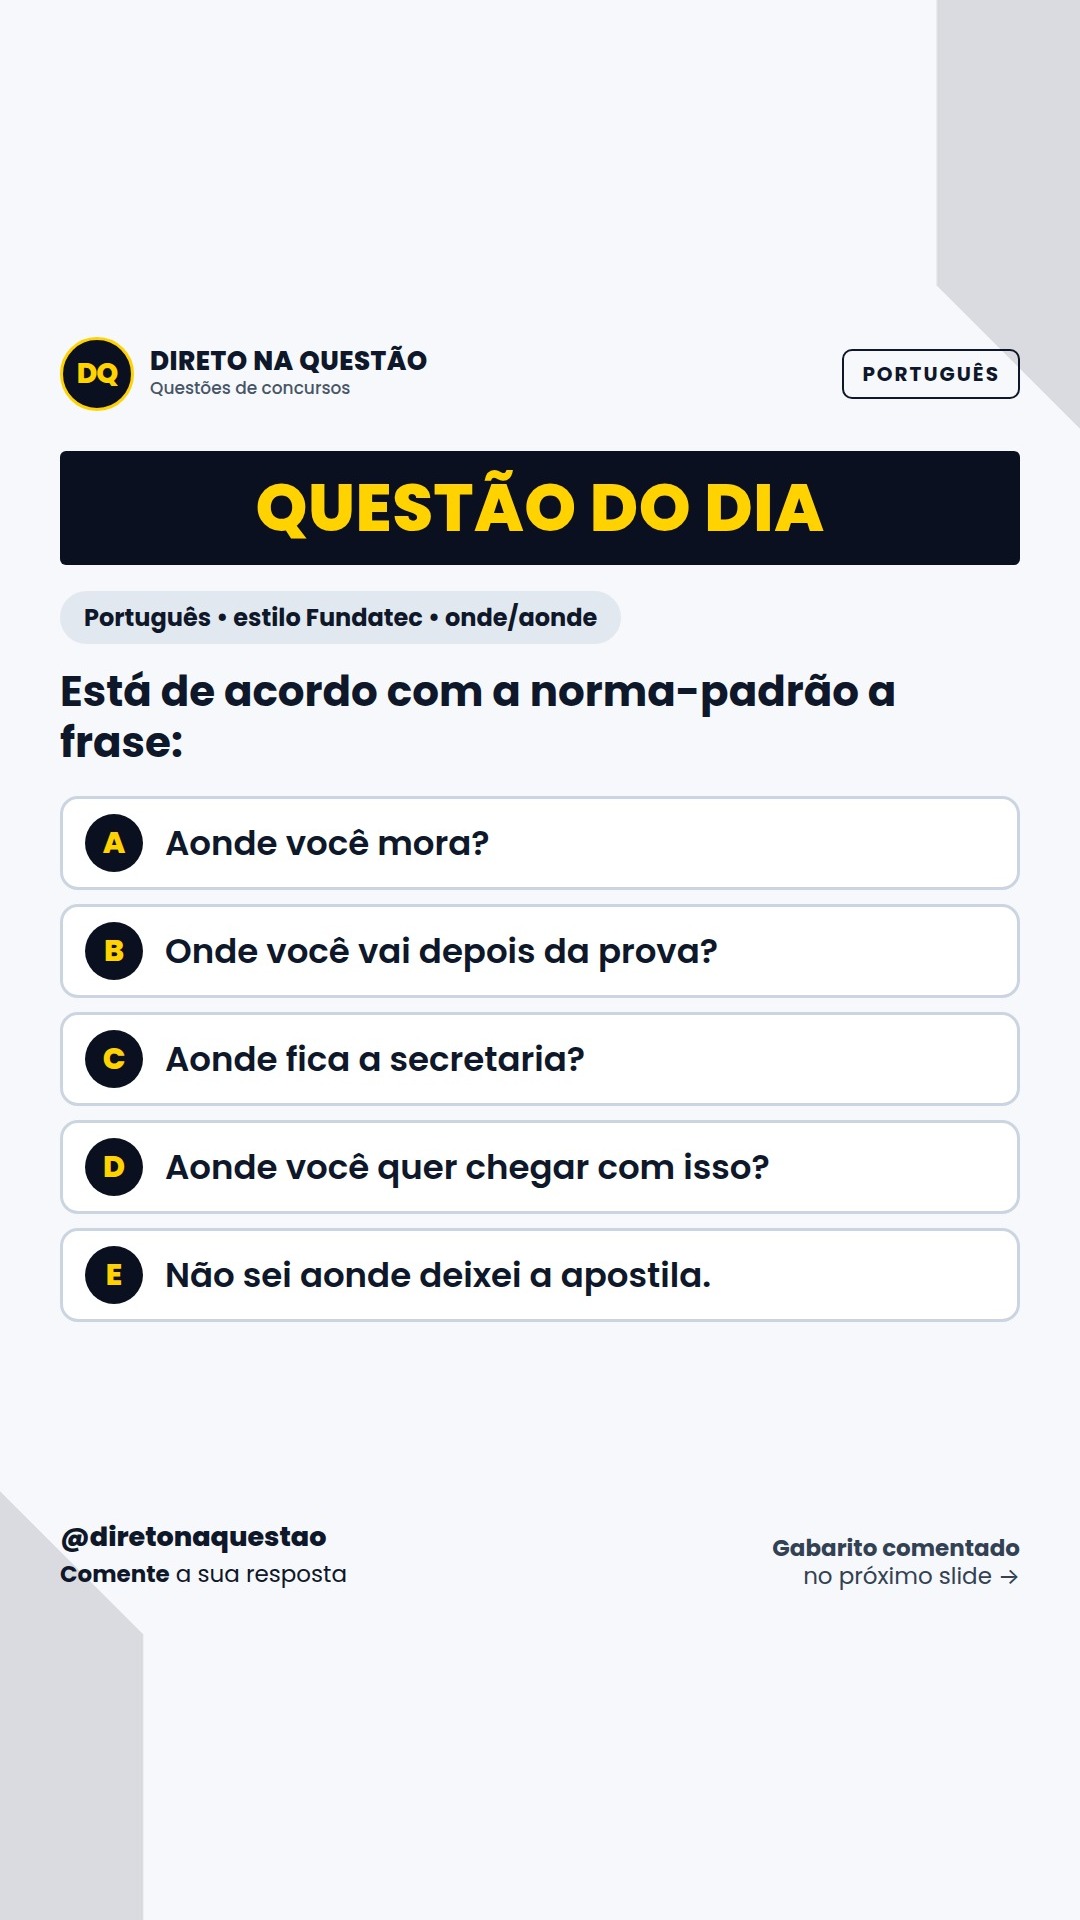 DQ
DIRETO NA QUESTÃO
Questões de concursos
PORTUGUÊS
QUESTÃO DO DIA
Português • estilo Fundatec • onde/aonde
Está de acordo com a norma-padrão a
frase:
A Aonde você mora?
B Onde você vai depois da prova?
C Aonde fica a secretaria?
D Aonde você quer chegar com isso?
E Não sei aonde deixei a apostila.
@diretonaquestao
Comente a sua resposta
Gabarito comentado
no próximo slide →